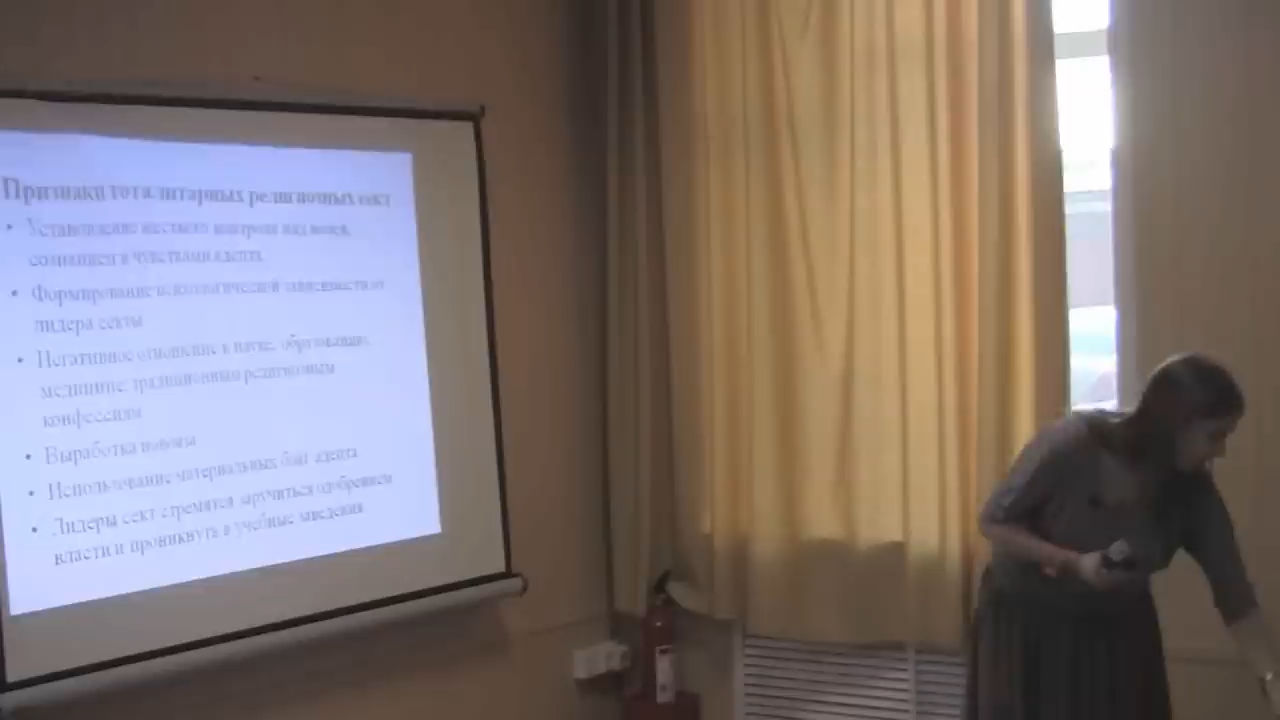 Признаки тоталитарных религиозных сект
• Установление жесткого контроля над волей,
сознанием и чувствами адепта.
• Формирование психологической зависимости от
лидера секты
• Негативное отношение к науке, образованию,
медицине, традиционным религиозным
конфессиям
• Выработка
• Использование материальных благ адепта
• Лидеры сект стремятся заручиться одобрением
власти и проникнуть в учебные заведения